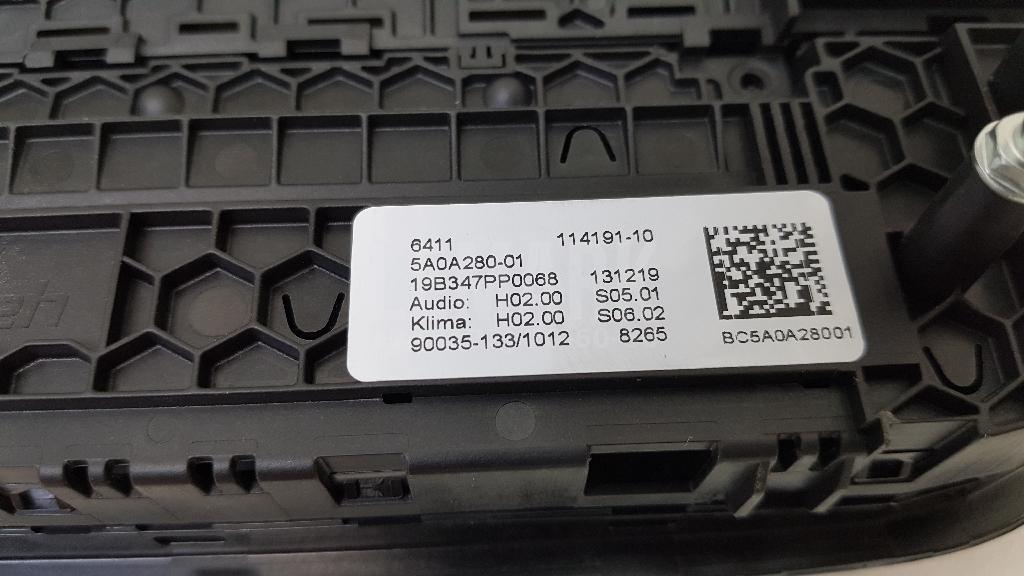 6411 114191-10
5A0A280-01
19B347PP0068 131219
Audio: H02.00 S05.01
Klima: H02.00 S06.02
90035-133/1012 8265
BC5A0A28001